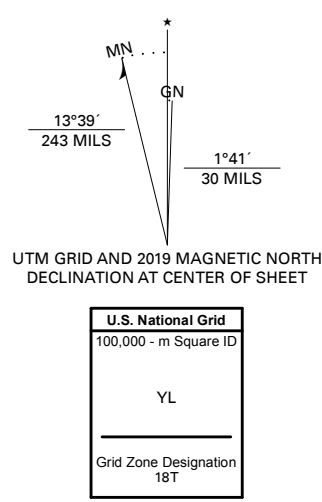 MN
GN
13°39´
243 MILS
1°41´
30 MILS
UTM GRID AND 2019 MAGNETIC NORTH
DECLINATION AT CENTER OF SHEET
U.S. National Grid
100,000 - m Square ID
YL
Grid Zone Designation
18T